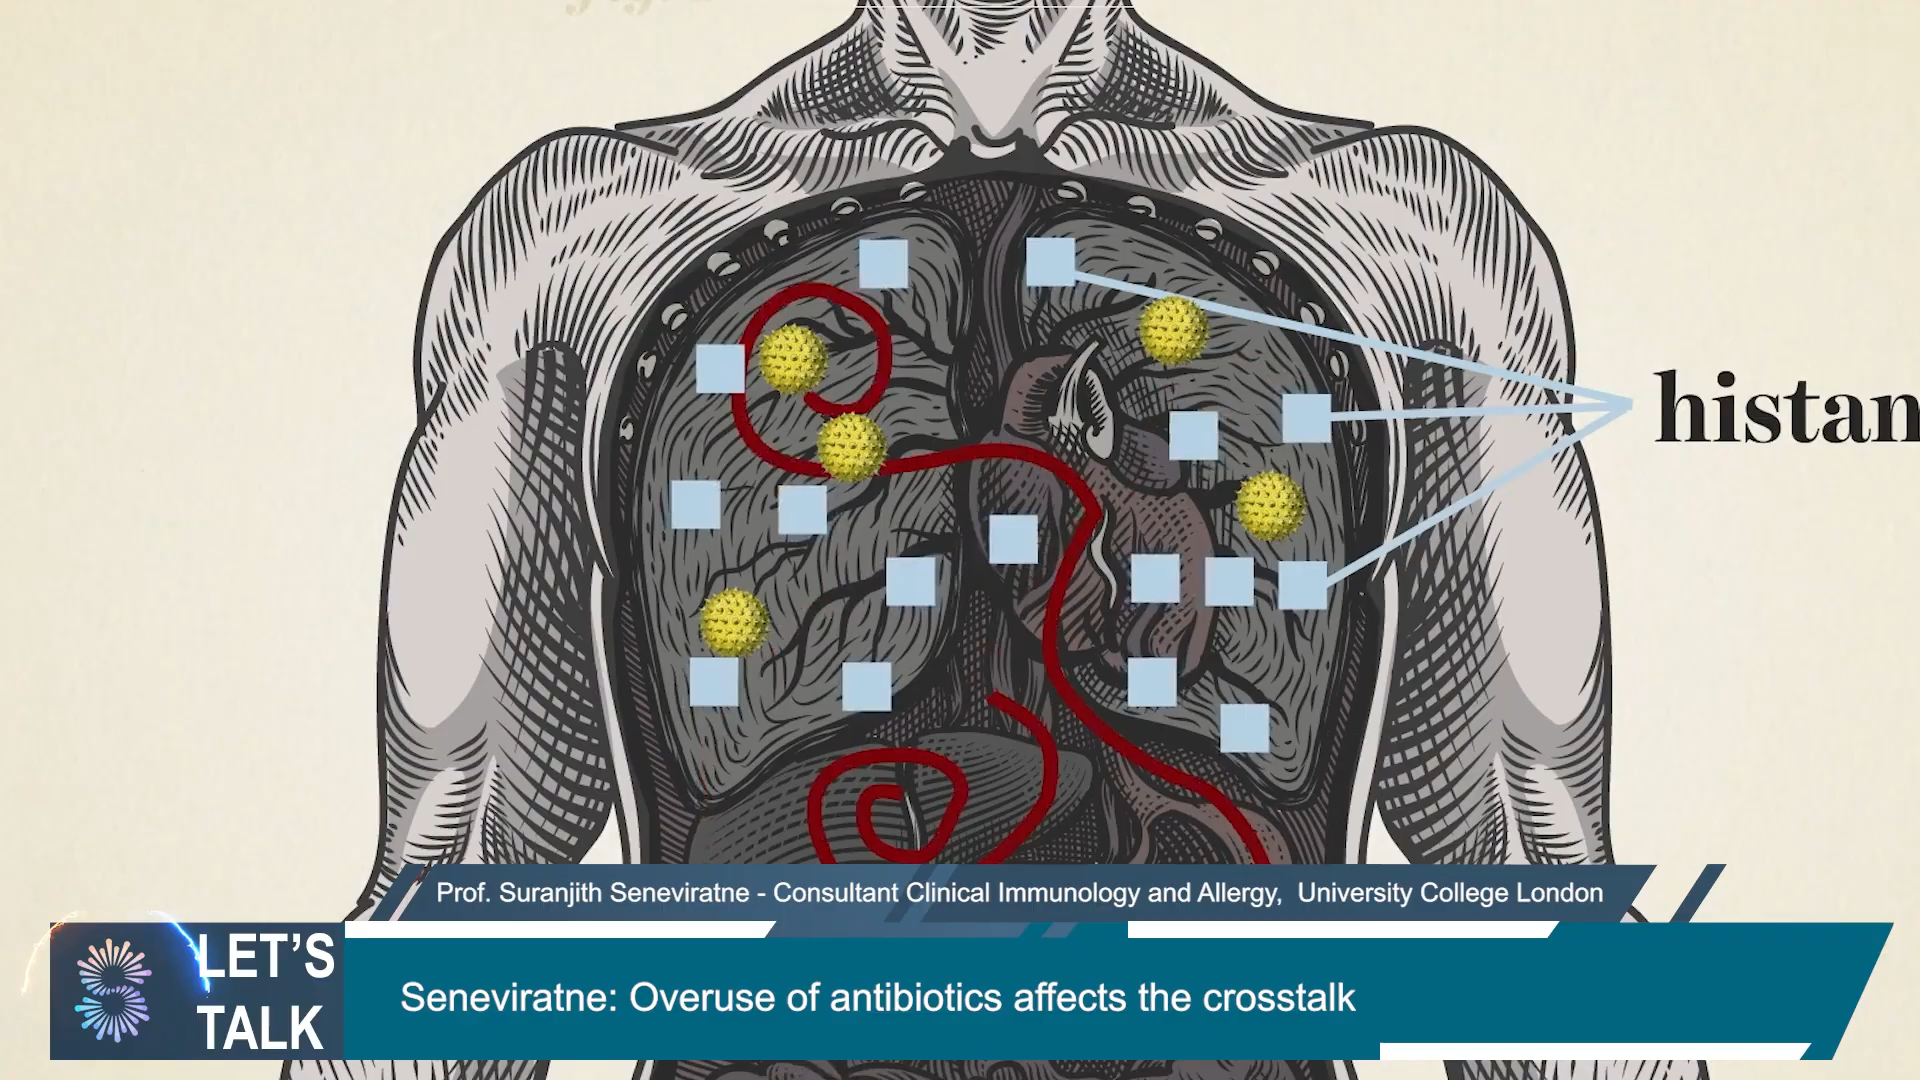 histan
Prof. Suranjith Seneviratne - Consultant Clinical Immunology and Allergy, University College London
LET'S
TALK
Seneviratne: Overuse of antibiotics affects the crosstalk